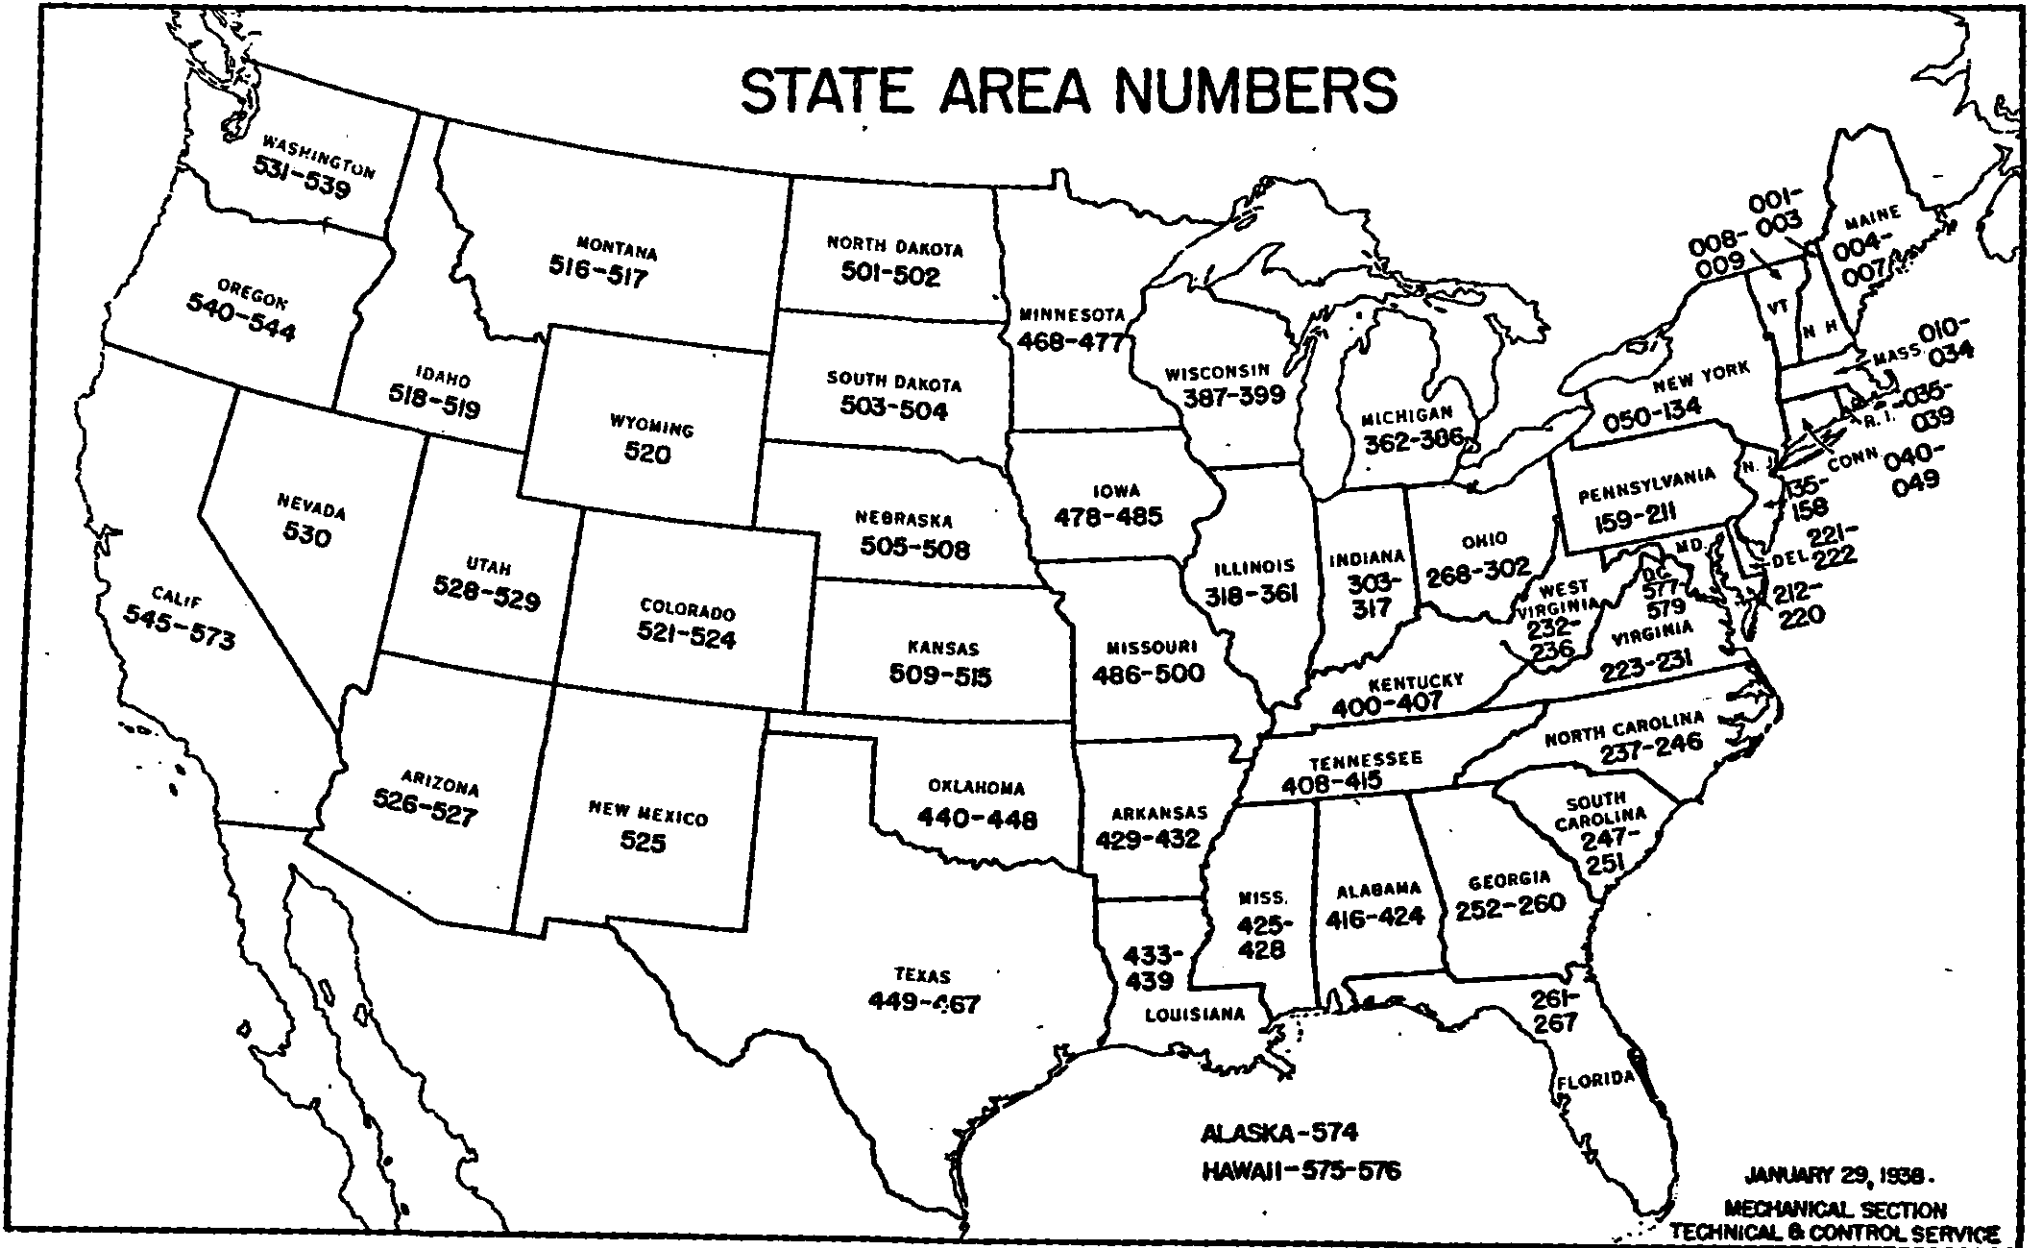 STATE AREA NUMBERS
WASHINGTON
531-539
OREGON
540-544
CALIF
545-573
NEVADA
530
IDAHO
518-519
MONTANA
516-517
WYOMING
520
UTAH
528-529
COLORADO
521-524
ARIZONA
526-527
NEW MEXICO
525
NORTH DAKOTA
501-502
SOUTH DAKOTA
503-504
NEBRASKA
505-508
KANSAS
509-515
OKLAHOMA
440-448
TEXAS
449-467
MINNESOTA
468-477
IOWA
478-485
MISSOURI
486-500
ARKANSAS
429-432
433-
439
LOUISIANA
WISCONSIN
387-399
ILLINOIS
318-361
MICHIGAN
362-386
INDIANA
303-
317
OHIO
268-302
KENTUCKY
400-407
TENNESSEE
408-415
MISS.
425-
428
ALABAMA
416-424
GEORGIA
252-260
261-
267
FLORIDA
SOUTH
CAROLINA
247-
251
NORTH CAROLINA
237-246
VIRGINIA
223-231
WEST
VIRGINIA
232-
236
D.C.
577-
579
MD.
212-
220
DEL.
221-
222
PENNSYLVANIA
159-211
N. J.
135-
158
NEW YORK
050-134
CONN
040-
049
R. I.
035-
039
MASS.
010-
034
VT
008-
009
N H
001-
003
MAINE
004-
007
ALASKA-574
HAWAII-575-576
JANUARY 29, 1938.
MECHANICAL SECTION
TECHNICAL & CONTROL SERVICE